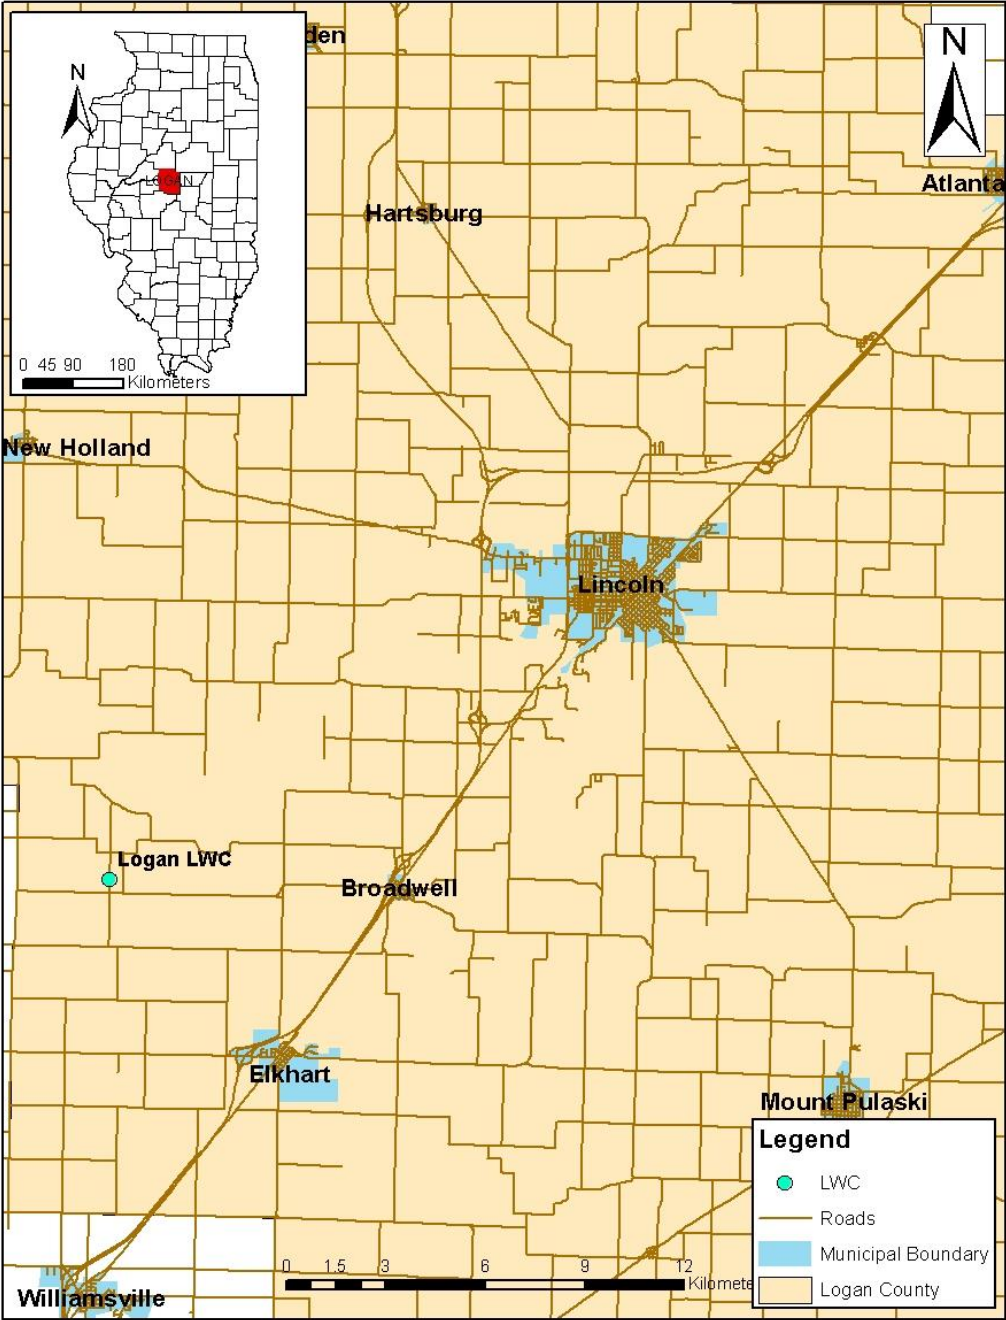 den
N
N
LOGAN
0 45 90 180
Kilometers
Atlanta
Hartsburg
New Holland
Lincoln
Logan LWC
Broadwell
Elkhart
Mount Pulaski
Williamsville
0 1.5 3 6 9 12
Kilomete
Legend
LWC
Roads
Municipal Boundary
Logan County